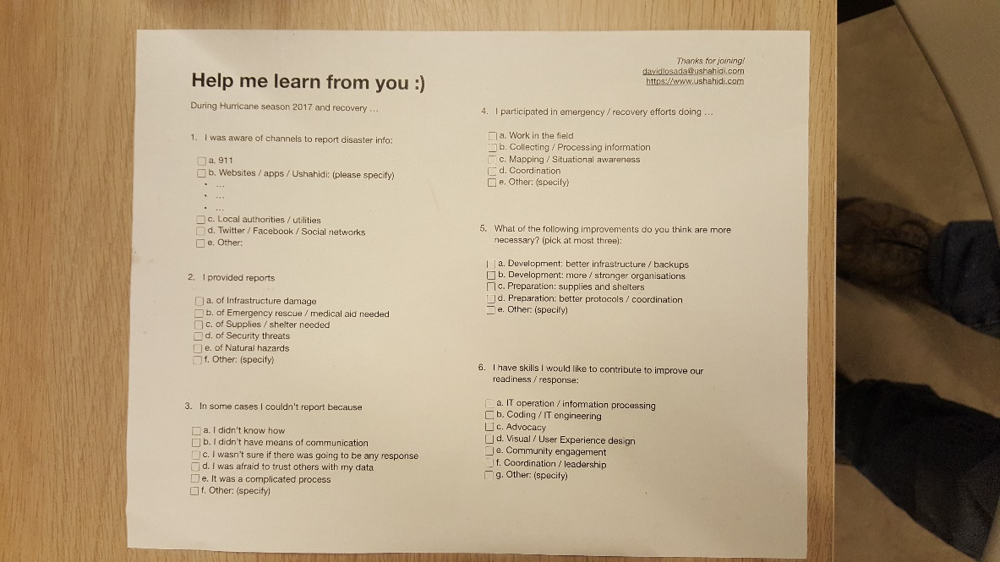 Thanks for joining!
davidlosada@ushahidi.com
https://www.ushahidi.com
Help me learn from you :)
During Hurricane season 2017 and recovery ...
1. I was aware of channels to report disaster info:
a. 911
b. Websites / apps / Ushahidi: (please specify)
• ...
• ...
• ...
c. Local authorities / utilities
d. Twitter / Facebook / Social networks
e. Other:
2. I provided reports
a. of Infrastructure damage
b. of Emergency rescue / medical aid needed
c. of Supplies / shelter needed
d. of Security threats
e. of Natural hazards
f. Other: (specify)
3. In some cases I couldn't report because
a. I didn't know how
b. I didn't have means of communication
c. I wasn't sure if there was going to be any response
d. I was afraid to trust others with my data
e. It was a complicated process
f. Other: (specify)
4. I participated in emergency / recovery efforts doing ...
a. Work in the field
b. Collecting / Processing information
c. Mapping / Situational awareness
d. Coordination
e. Other: (specify)
5. What of the following improvements do you think are more
necessary? (pick at most three):
a. Development: better infrastructure / backups
b. Development: more / stronger organisations
c. Preparation: supplies and shelters
d. Preparation: better protocols / coordination
e. Other: (specify)
6. I have skills I would like to contribute to improve our
readiness / response:
a. IT operation / information processing
b. Coding / IT engineering
c. Advocacy
d. Visual / User Experience design
e. Community engagement
f. Coordination / leadership
g. Other: (specify)